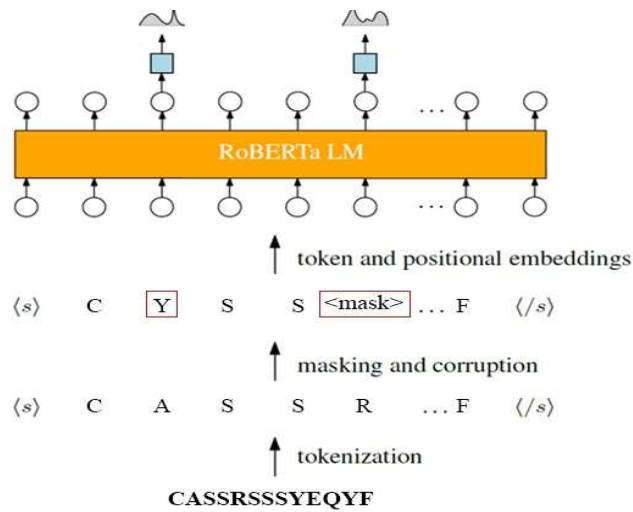 RoBERTa LM
...
token and positional embeddings
⟨s⟩ C Y S S <mask> ... F ⟨/s⟩
masking and corruption
⟨s⟩ C A S S R ... F ⟨/s⟩
tokenization
CASSRSSSYEQYF